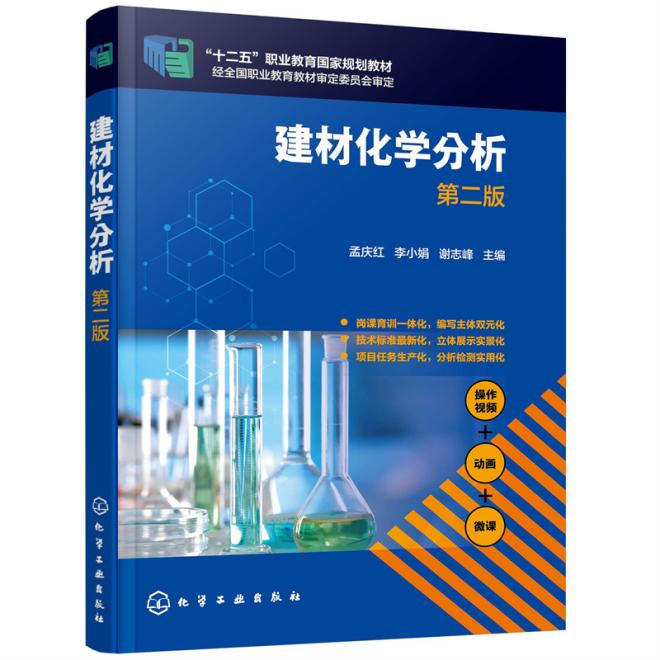 “十二五”职业教育国家规划教材
经全国职业教育教材审定委员会审定
建材化学分析
第二版
孟庆红 李小娟 谢志峰 主编
岗课育训一体化，编写主体双元化
技术标准最新化，立体展示实景化
项目任务生产化，分析检测实用化
操作
视频
+
动画
+
微课
化学工业出版社
建材化学分析
第二版
化学工业出版社